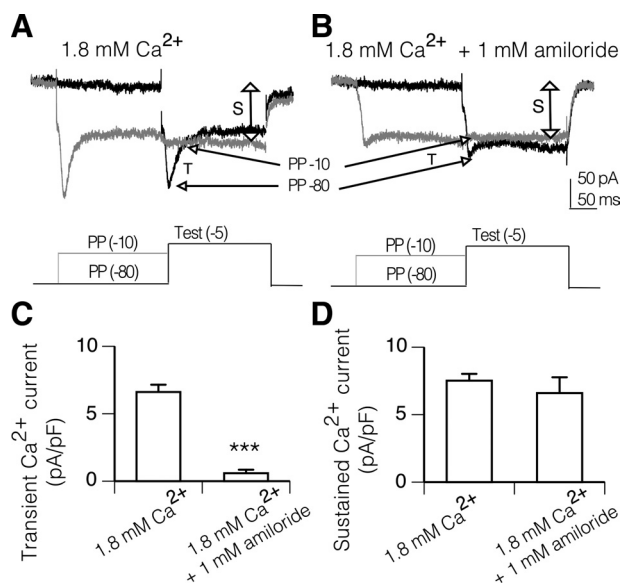 A
1.8 mM Ca2+
S
T
B
1.8 mM Ca2+ + 1 mM amiloride
S
T
PP -10
PP -80
50 pA
50 ms
PP (-10)
PP (-80)
Test (-5)
PP (-10)
PP (-80)
Test (-5)
C
Transient Ca2+ current
(pA/pF)
10
5
0
***
1.8 mM Ca2+
1.8 mM Ca2+
+ 1 mM amiloride
D
Sustained Ca2+ current
(pA/pF)
10
5
0
1.8 mM Ca2+
1.8 mM Ca2+
+ 1 mM amiloride